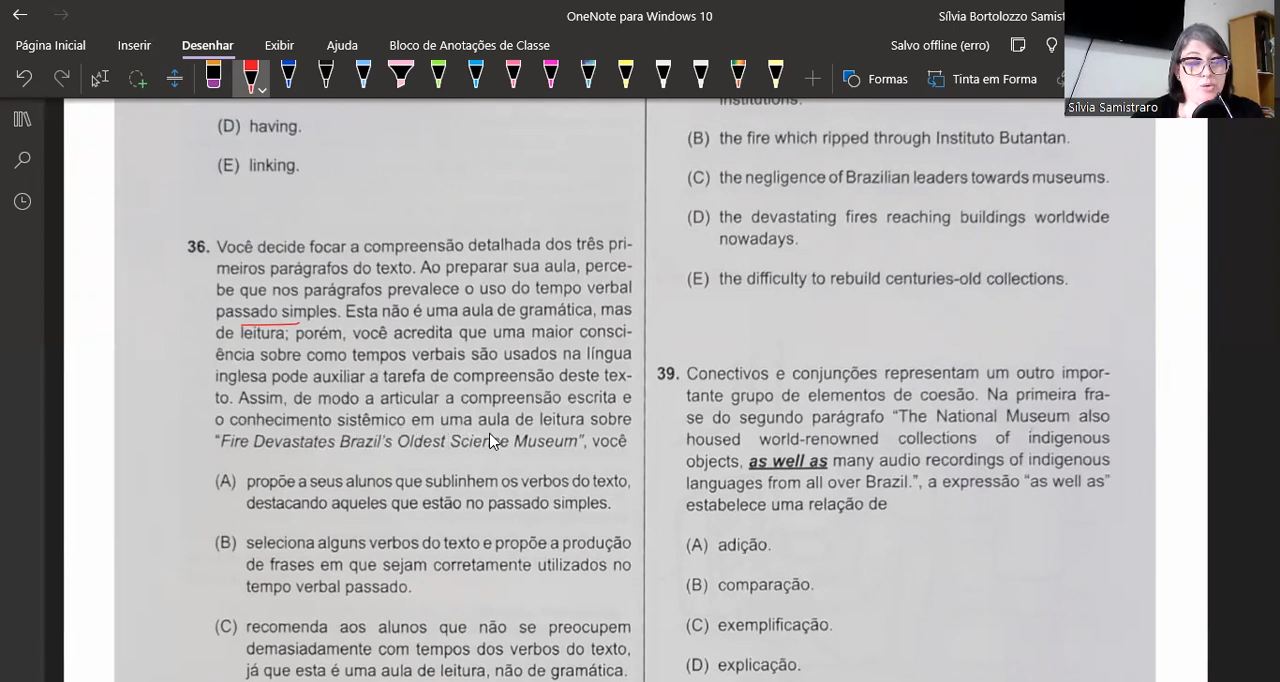 OneNote para Windows 10
Sílvia Bortolozzo Samist
Página Inicial
Inserir
Desenhar
Exibir
Ajuda
Bloco de Anotações de Classe
Salvo offline (erro)
Formas
Tinta em Forma
Sílvia Samistraro
(D) having.
(E) linking.
36. Você decide focar a compreensão detalhada dos três pri-
meiros parágrafos do texto. Ao preparar sua aula, perce-
be que nos parágrafos prevalece o uso do tempo verbal
passado simples. Esta não é uma aula de gramática, mas
de leitura; porém, você acredita que uma maior consci-
ência sobre como tempos verbais são usados na língua
inglesa pode auxiliar a tarefa de compreensão deste tex-
to. Assim, de modo a articular a compreensão escrita e
o conhecimento sistêmico em uma aula de leitura sobre
“Fire Devastates Brazil’s Oldest Science Museum”, você
(A) propõe a seus alunos que sublinhem os verbos do texto,
destacando aqueles que estão no passado simples.
(B) seleciona alguns verbos do texto e propõe a produção
de frases em que sejam corretamente utilizados no
tempo verbal passado.
(C) recomenda aos alunos que não se preocupem
demasiadamente com tempos dos verbos do texto,
já que esta é uma aula de leitura, não de gramática.
institutions.
(B) the fire which ripped through Instituto Butantan.
(C) the negligence of Brazilian leaders towards museums.
(D) the devastating fires reaching buildings worldwide
nowadays.
(E) the difficulty to rebuild centuries-old collections.
39. Conectivos e conjunções representam um outro impor-
tante grupo de elementos de coesão. Na primeira fra-
se do segundo parágrafo “The National Museum also
housed world-renowned collections of indigenous
objects, as well as many audio recordings of indigenous
languages from all over Brazil.”, a expressão “as well as”
estabelece uma relação de
(A) adição.
(B) comparação.
(C) exemplificação.
(D) explicação.